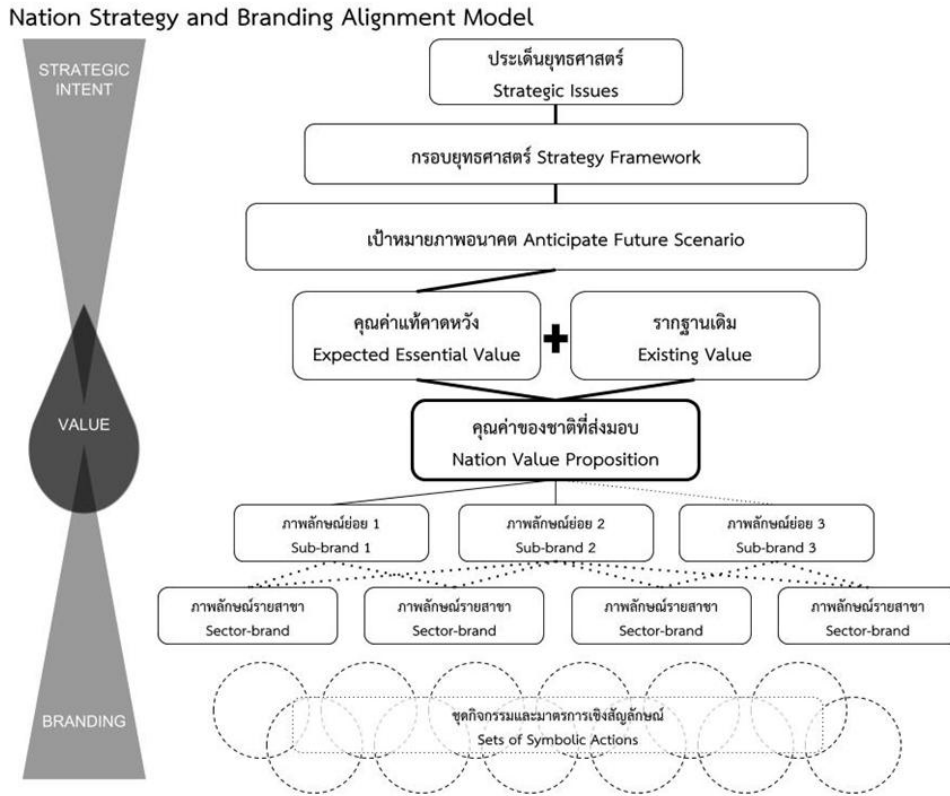 Nation Strategy and Branding Alignment Model
STRATEGIC
INTENT
ประเด็นยุทธศาสตร์
Strategic Issues
กรอบยุทธศาสตร์ Strategy Framework
เป้าหมายภาพอนาคต Anticipate Future Scenario
คุณค่าแท้คาดหวัง
Expected Essential Value
รากฐานเดิม
Existing Value
VALUE
คุณค่าของชาติที่ส่งมอบ
Nation Value Proposition
ภาพลักษณ์ย่อย 1
Sub-brand 1
ภาพลักษณ์ย่อย 2
Sub-brand 2
ภาพลักษณ์ย่อย 3
Sub-brand 3
ภาพลักษณ์รายสาขา
Sector-brand
ภาพลักษณ์รายสาขา
Sector-brand
ภาพลักษณ์รายสาขา
Sector-brand
ภาพลักษณ์รายสาขา
Sector-brand
BRANDING
ชุดกิจกรรมและมาตรการเชิงสัญลักษณ์
Sets of Symbolic Actions